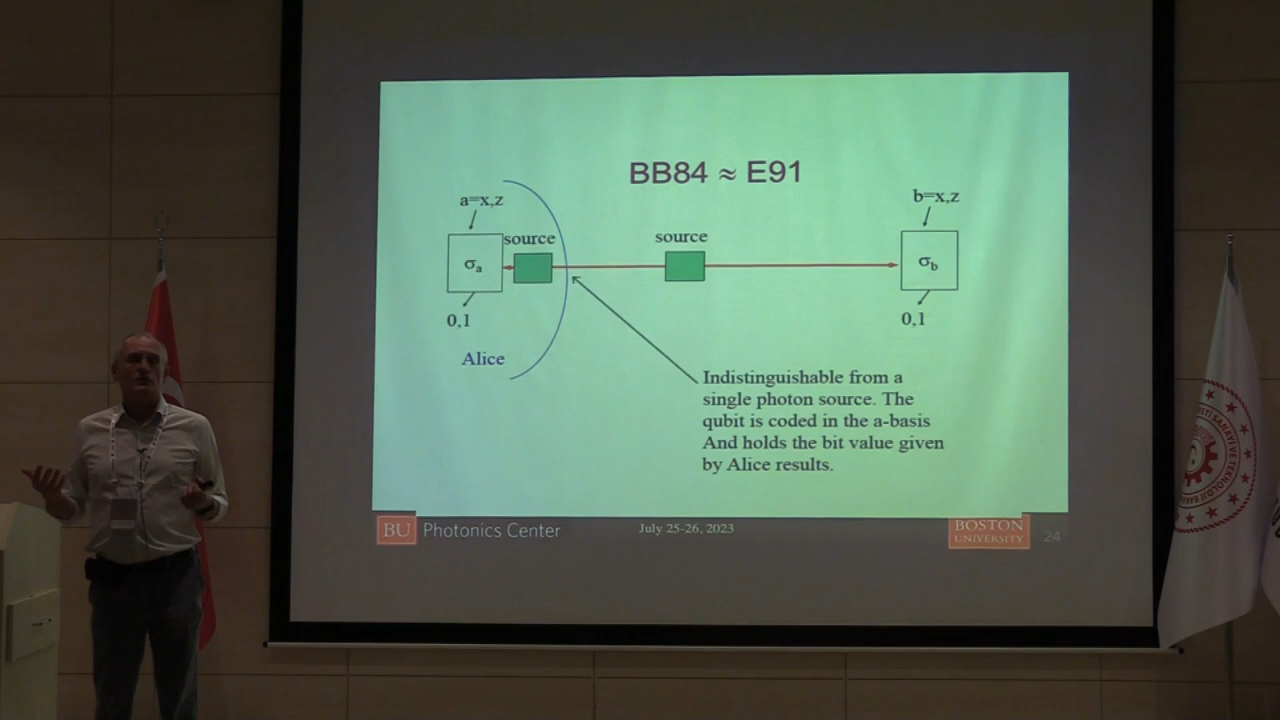 BB84 ≈ E91
a=x,z
b=x,z
source
source
σa
σb
0,1
0,1
Alice
Indistinguishable from a
single photon source. The
qubit is coded in the a-basis
And holds the bit value given
by Alice results.
BU Photonics Center
July 25-26, 2023
BOSTON
UNIVERSITY
24